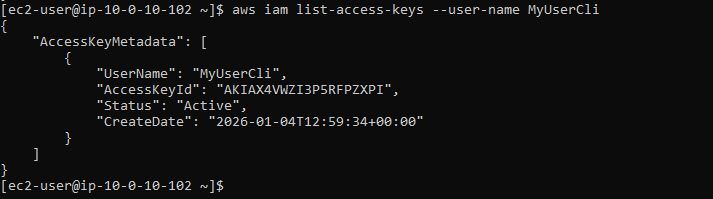 [ec2-user@ip-10-0-10-102 ~]$ aws iam list-access-keys --user-name MyUserCli
{
    "AccessKeyMetadata": [
        {
            "UserName": "MyUserCli",
            "AccessKeyId": "AKIAX4VWZI3P5RFPZXPI",
            "Status": "Active",
            "CreateDate": "2026-01-04T12:59:34+00:00"
        }
    ]
}
[ec2-user@ip-10-0-10-102 ~]$